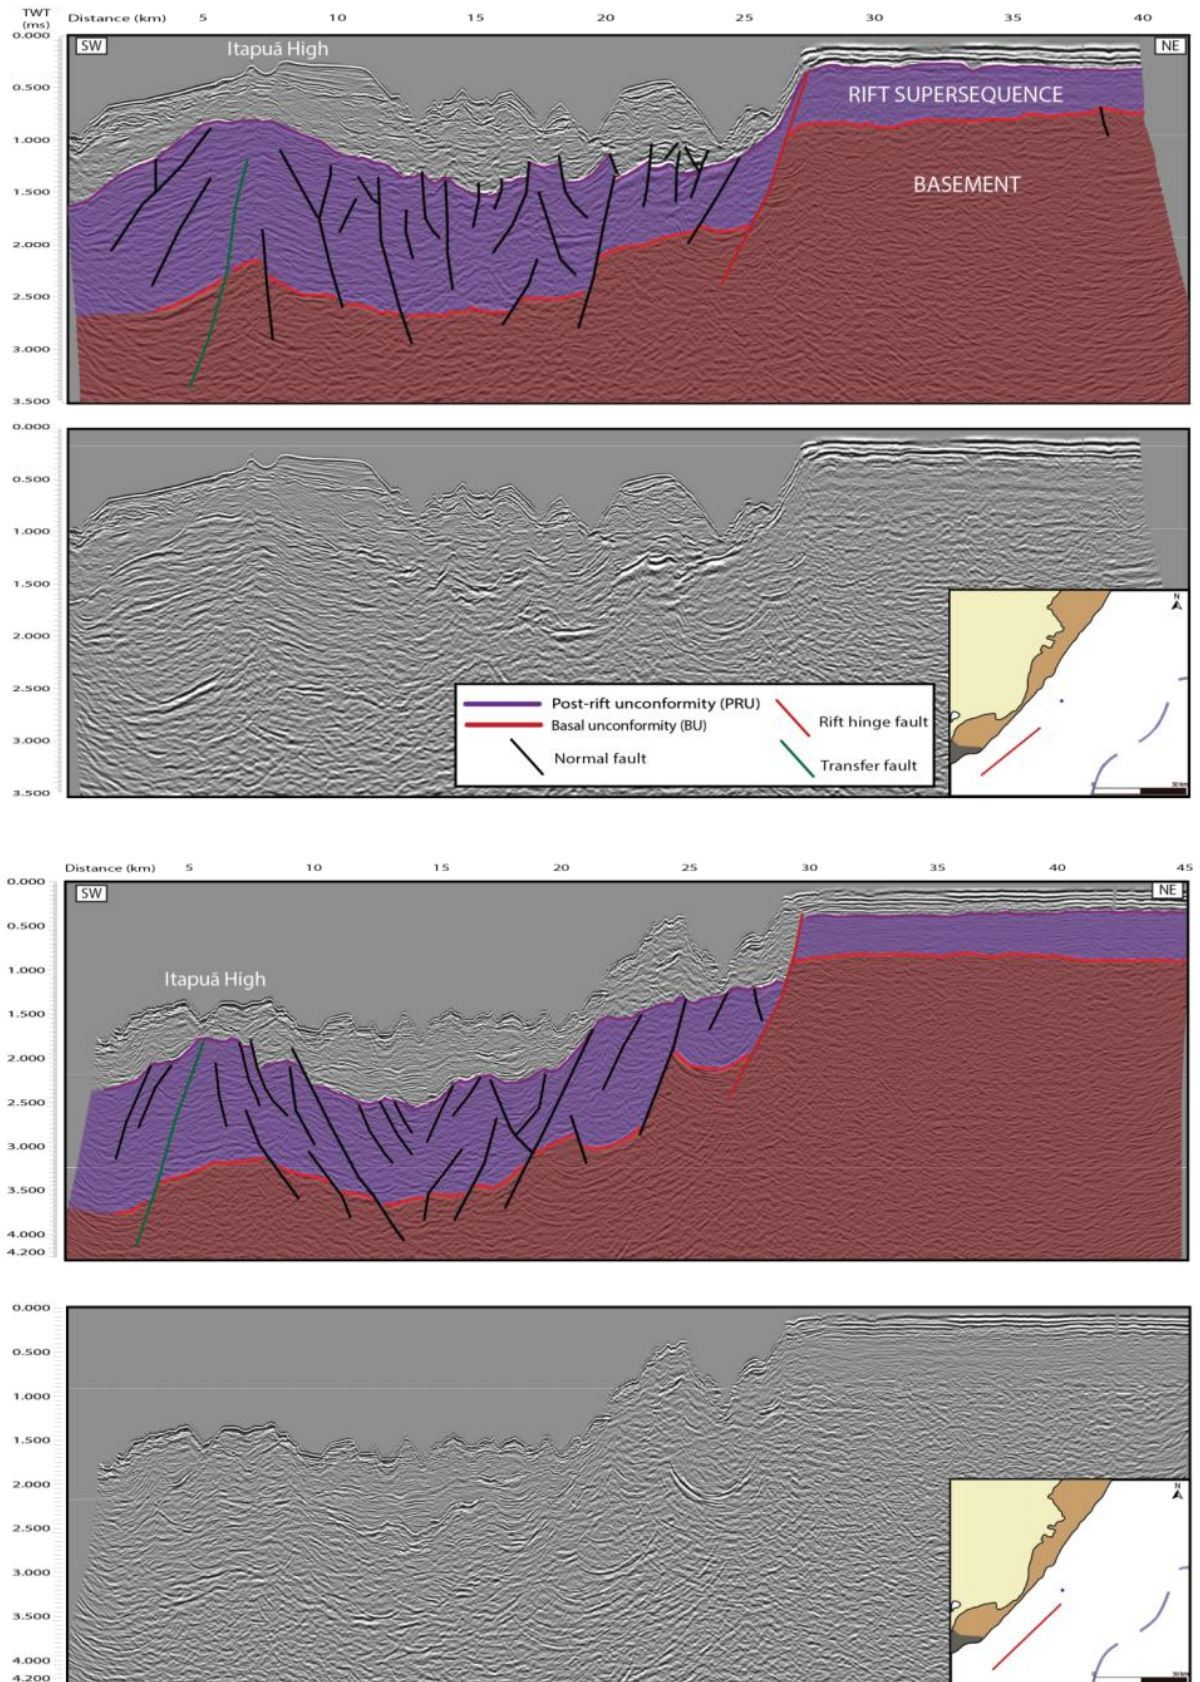 TWT
(ms)
Distance (km) 5 10 15 20 25 30 35 40
0.000
SW
Itapuã High
NE
0.500
RIFT SUPERSEQUENCE
1.000
BASEMENT
1.500
2.000
2.500
3.000
3.500
0.000
0.500
1.000
1.500
2.000
2.500
3.000
3.500
N
Post-rift unconformity (PRU)
Basal unconformity (BU)
Rift hinge fault
Normal fault
Transfer fault
0
Distance (km) 5 10 15 20 25 30 35 40 45
0.000
SW
NE
0.500
1.000
Itapuã High
1.500
2.000
2.500
3.000
3.500
4.000
4.200
0.000
0.500
1.000
1.500
2.000
2.500
3.000
3.500
4.000
4.200
N
0